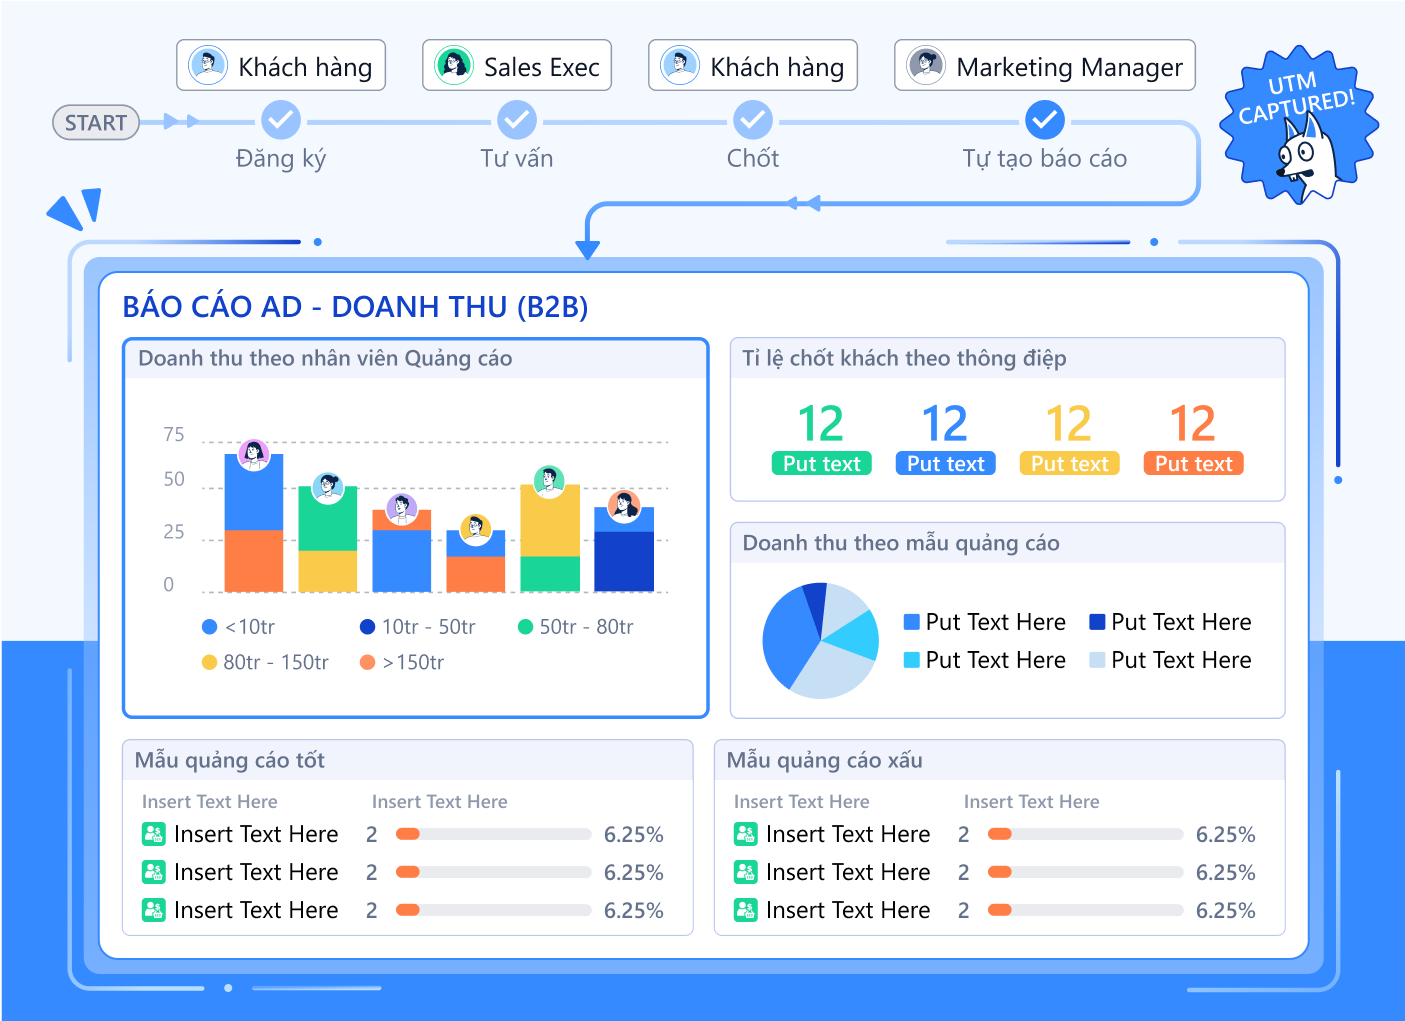 START
Khách hàng
Sales Exec
Khách hàng
Marketing Manager
Đăng ký
Tư vấn
Chốt
Tự tạo báo cáo
UTM
CAPTURED!
BÁO CÁO AD - DOANH THU (B2B)
Doanh thu theo nhân viên Quảng cáo
75
50
25
0
<10tr
10tr - 50tr
50tr - 80tr
80tr - 150tr
>150tr
Tỉ lệ chốt khách theo thông điệp
12 12 12 12
Put text Put text Put text Put text
Doanh thu theo mẫu quảng cáo
Put Text Here Put Text Here
Put Text Here Put Text Here
Mẫu quảng cáo tốt
Insert Text Here Insert Text Here
Insert Text Here 2 6.25%
Insert Text Here 2 6.25%
Insert Text Here 2 6.25%
Mẫu quảng cáo xấu
Insert Text Here Insert Text Here
Insert Text Here 2 6.25%
Insert Text Here 2 6.25%
Insert Text Here 2 6.25%